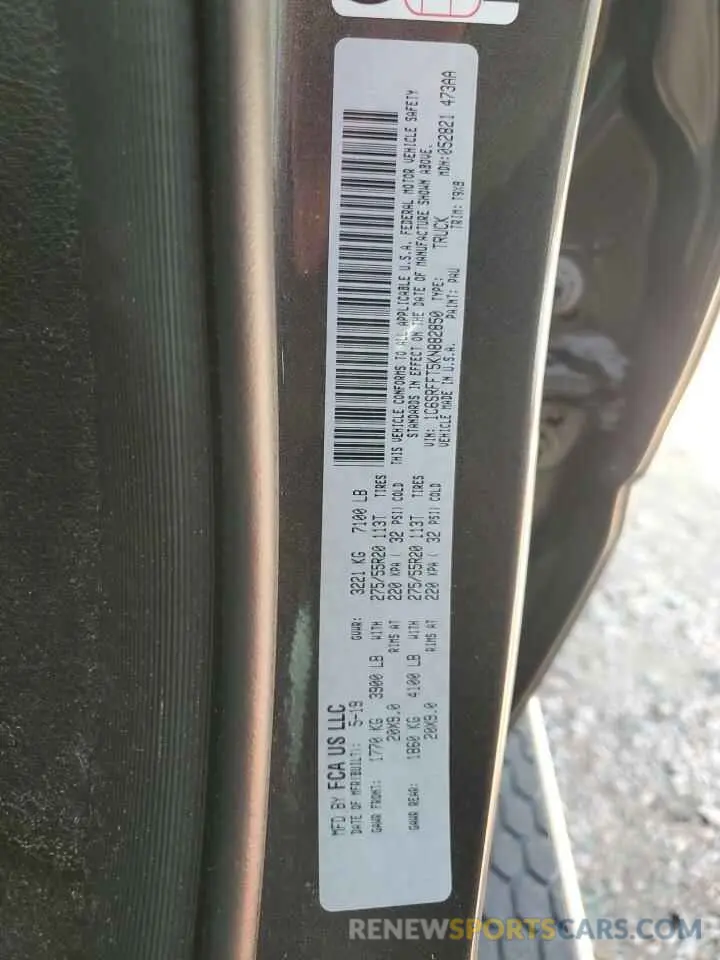 MFD BY FCA US LLC
DATE OF MFR(BUILT): 5-19 GVWR: 3221 KG 7100 LB
GAWR FRONT: 1770 KG 3900 LB WITH 275/55R20 113T TIRES
20X9.0 RIMS AT 220 KPA ( 32 PSI) COLD
GAWR REAR: 1860 KG 4100 LB WITH 275/55R20 113T TIRES
20X9.0 RIMS AT 220 KPA ( 32 PSI) COLD
THIS VEHICLE CONFORMS TO ALL APPLICABLE U.S.A. FEDERAL MOTOR VEHICLE SAFETY
STANDARDS IN EFFECT ON THE DATE OF MANUFACTURE SHOWN ABOVE.
VIN: 1C6SRFFT5KN882850 TYPE: TRUCK MDH:052821 473AA
VEHICLE MADE IN U.S.A. PAINT: PAU TRIM: T9X8
RENEWSPORTSCARS.COM